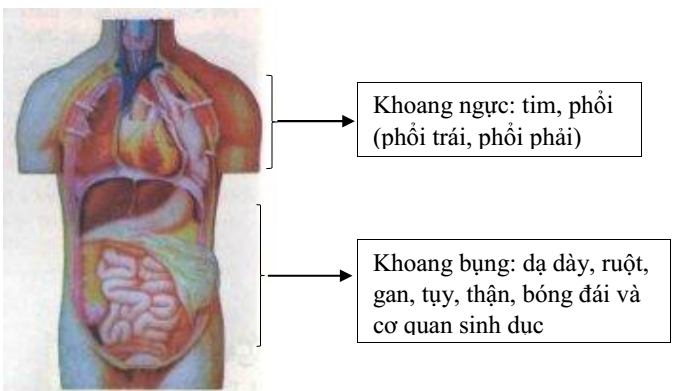 Khoang ngực: tim, phổi
(phổi trái, phổi phải)
Khoang bụng: dạ dày, ruột,
gan, tụy, thận, bóng đái và
cơ quan sinh dục